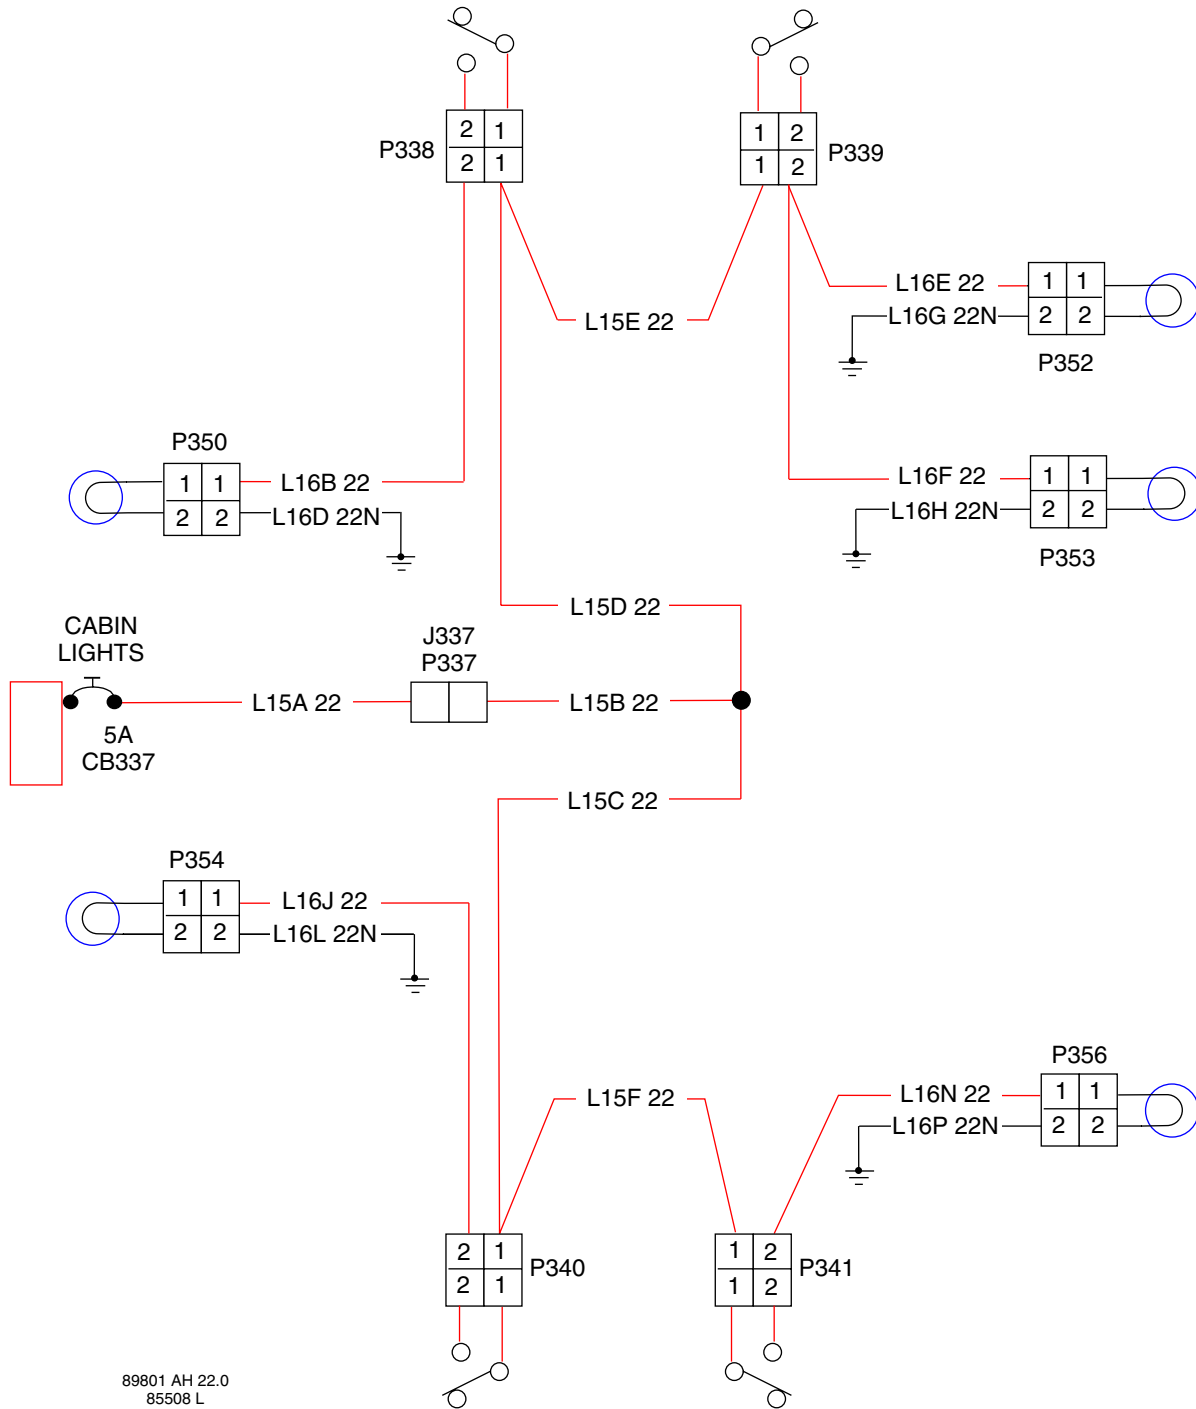 2 1
P338
2 1
1 2
P339
1 2
L16E 22
1 1
L15E 22
L16G 22N
2 2
P352
P350
1 1
L16B 22
L16F 22
1 1
2 2
L16D 22N
L16H 22N
2 2
P353
L15D 22
CABIN
LIGHTS
J337
P337
L15A 22
L15B 22
5A
CB337
L15C 22
P354
1 1
L16J 22
2 2
L16L 22N
P356
L15F 22
L16N 22
1 1
L16P 22N
2 2
2 1
P340
2 1
1 2
P341
1 2
89801 AH 22.0
85508 L